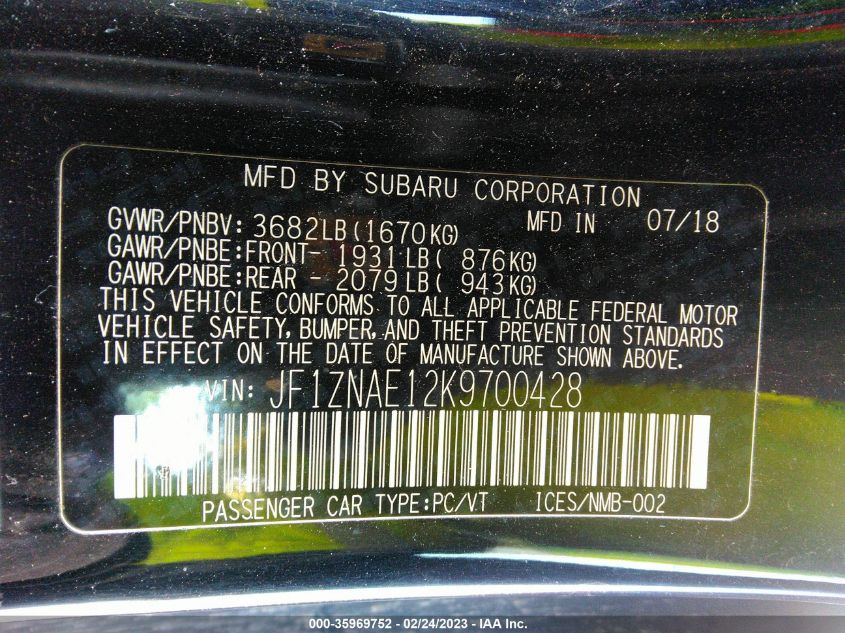 MFD BY SUBARU CORPORATION
GVWR/PNBV: 3682LB(1670KG) MFD IN 07/18
GAWR/PNBE:FRONT- 1931LB( 876KG)
GAWR/PNBE:REAR - 2079LB( 943KG)
THIS VEHICLE CONFORMS TO ALL APPLICABLE FEDERAL MOTOR
VEHICLE SAFETY, BUMPER, AND THEFT PREVENTION STANDARDS
IN EFFECT ON THE DATE OF MANUFACTURE SHOWN ABOVE.
VIN: JF1ZNAE12K9700428
PASSENGER CAR TYPE:PC/VT ICES/NMB-002
000-35969752 — 02/24/2023 — © IAA Inc.